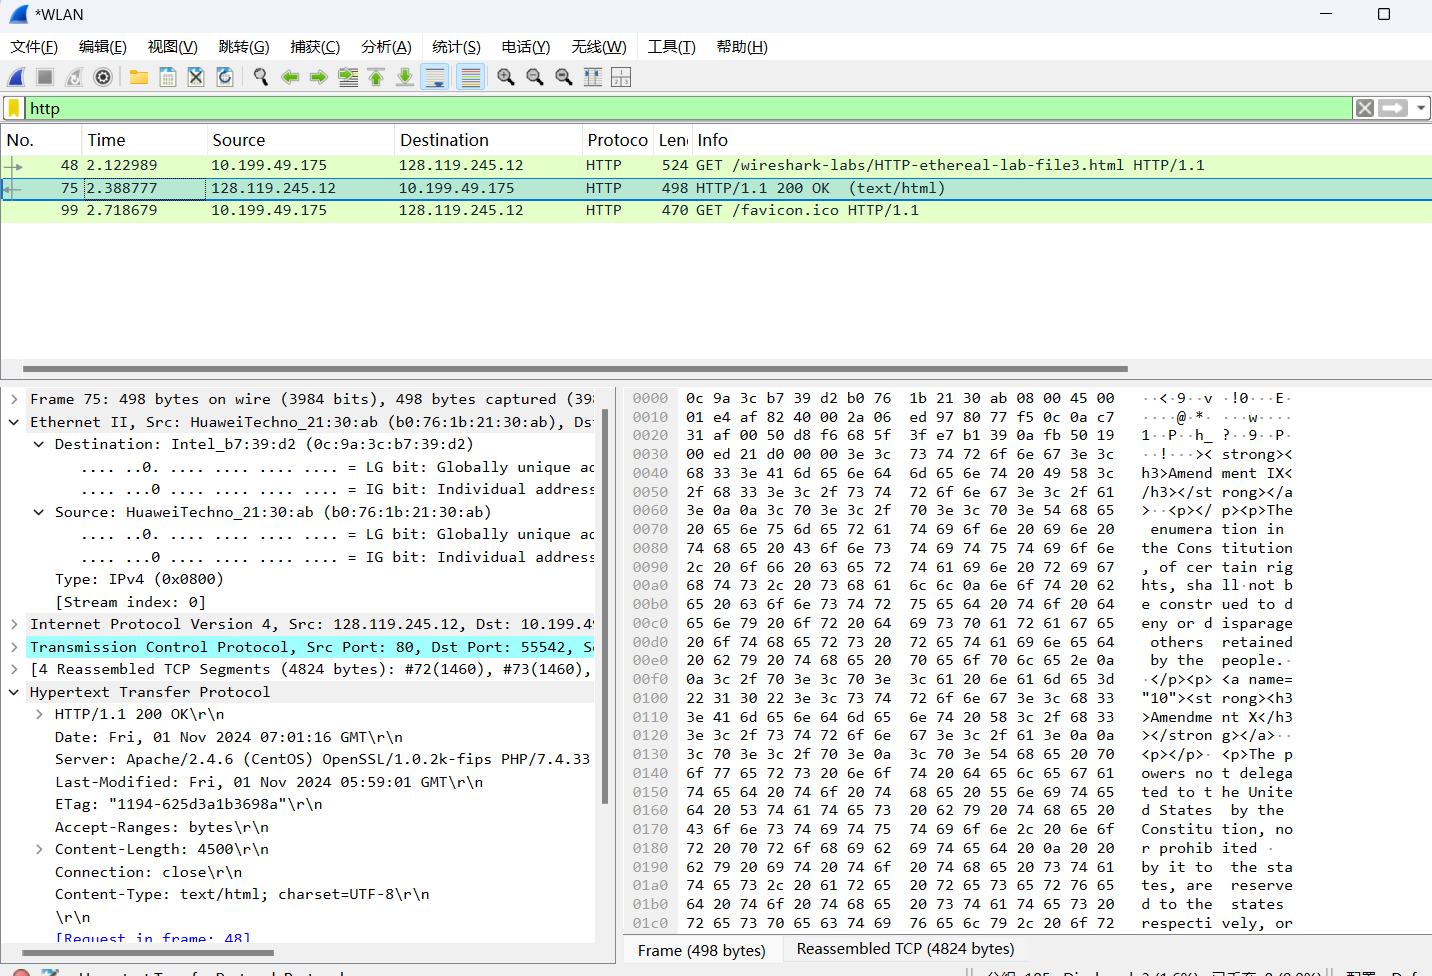 *WLAN
文件(F) 编辑(E) 视图(V) 跳转(G) 捕获(C) 分析(A) 统计(S) 电话(Y) 无线(W) 工具(T) 帮助(H)
http
No. Time Source Destination Protoco Len Info
48 2.122989 10.199.49.175 128.119.245.12 HTTP 524 GET /wireshark-labs/HTTP-ethereal-lab-file3.html HTTP/1.1
75 2.388777 128.119.245.12 10.199.49.175 HTTP 498 HTTP/1.1 200 OK (text/html)
99 2.718679 10.199.49.175 128.119.245.12 HTTP 470 GET /favicon.ico HTTP/1.1
Frame 75: 498 bytes on wire (3984 bits), 498 bytes captured (398
Ethernet II, Src: HuaweiTechno_21:30:ab (b0:76:1b:21:30:ab), Dst
Destination: Intel_b7:39:d2 (0c:9a:3c:b7:39:d2)
.... ..0. .... .... .... .... = LG bit: Globally unique ad
.... ...0 .... .... .... .... = IG bit: Individual address
Source: HuaweiTechno_21:30:ab (b0:76:1b:21:30:ab)
.... ..0. .... .... .... .... = LG bit: Globally unique ad
.... ...0 .... .... .... .... = IG bit: Individual address
Type: IPv4 (0x0800)
[Stream index: 0]
Internet Protocol Version 4, Src: 128.119.245.12, Dst: 10.199.49
Transmission Control Protocol, Src Port: 80, Dst Port: 55542, Se
[4 Reassembled TCP Segments (4824 bytes): #72(1460), #73(1460),
Hypertext Transfer Protocol
HTTP/1.1 200 OK\r\n
Date: Fri, 01 Nov 2024 07:01:16 GMT\r\n
Server: Apache/2.4.6 (CentOS) OpenSSL/1.0.2k-fips PHP/7.4.33
Last-Modified: Fri, 01 Nov 2024 05:59:01 GMT\r\n
ETag: "1194-625d3a1b3698a"\r\n
Accept-Ranges: bytes\r\n
Content-Length: 4500\r\n
Connection: close\r\n
Content-Type: text/html; charset=UTF-8\r\n
\r\n
[Request in frame: 48]
0000 0c 9a 3c b7 39 d2 b0 76 1b 21 30 ab 08 00 45 00 ··<·9··v ·!0···E·
0010 01 e4 af 82 40 00 2a 06 ed 97 80 77 f5 0c 0a c7 ····@·*· ···w····
0020 31 af 00 50 d8 f6 68 5f 3f e7 b1 39 0a fb 50 19 1··P··h_ ?··9··P·
0030 00 ed 21 d0 00 00 3e 3c 73 74 72 6f 6e 67 3e 3c ··!···>< strong><
0040 68 33 3e 41 6d 65 6e 64 6d 65 6e 74 20 49 58 3c h3>Amend ment IX<
0050 2f 68 33 3e 3c 2f 73 74 72 6f 6e 67 3e 3c 2f 61 /h3></st rong></a
0060 3e 0a 0a 3c 70 3e 3c 2f 70 3e 3c 70 3e 54 68 65 >··<p></ p><p>The
0070 20 65 6e 75 6d 65 72 61 74 69 6f 6e 20 69 6e 20 enumera tion in
0080 74 68 65 20 43 6f 6e 73 74 69 74 75 74 69 6f 6e the Cons titution
0090 2c 20 6f 66 20 63 65 72 74 61 69 6e 20 72 69 67 , of cer tain rig
00a0 68 74 73 2c 20 73 68 61 6c 6c 0a 6e 6f 74 20 62 hts, sha ll·not b
00b0 65 20 63 6f 6e 73 74 72 75 65 64 20 74 6f 20 64 e constr ued to d
00c0 65 6e 79 20 6f 72 20 64 69 73 70 61 72 61 67 65 eny or d isparage
00d0 20 6f 74 68 65 72 73 20 72 65 74 61 69 6e 65 64 others retained
00e0 20 62 79 20 74 68 65 20 70 65 6f 70 6c 65 2e 0a by the people.·
00f0 0a 3c 2f 70 3e 3c 70 3e 3c 61 20 6e 61 6d 65 3d ·</p><p> <a name=
0100 22 31 30 22 3e 3c 73 74 72 6f 6e 67 3e 3c 68 33 "10"><st rong><h3
0110 3e 41 6d 65 6e 64 6d 65 6e 74 20 58 3c 2f 68 33 >Amendme nt X</h3
0120 3e 3c 2f 73 74 72 6f 6e 67 3e 3c 2f 61 3e 0a 0a ></stron g></a>··
0130 3c 70 3e 3c 2f 70 3e 0a 3c 70 3e 54 68 65 20 70 <p></p>· <p>The p
0140 6f 77 65 72 73 20 6e 6f 74 20 64 65 6c 65 67 61 owers no t delega
0150 74 65 64 20 74 6f 20 74 68 65 20 55 6e 69 74 65 ted to t he Unite
0160 64 20 53 74 61 74 65 73 20 62 79 20 74 68 65 20 d States by the
0170 43 6f 6e 73 74 69 74 75 74 69 6f 6e 2c 20 6e 6f Constitu tion, no
0180 72 20 70 72 6f 68 69 62 69 74 65 64 20 0a 20 20 r prohib ited ·
0190 62 79 20 69 74 20 74 6f 20 74 68 65 20 73 74 61 by it to the sta
01a0 74 65 73 2c 20 61 72 65 20 72 65 73 65 72 76 65 tes, are reserve
01b0 64 20 74 6f 20 74 68 65 20 73 74 61 74 65 73 20 d to the states
01c0 72 65 73 70 65 63 74 69 76 65 6c 79 2c 20 6f 72 respecti vely, or
Frame (498 bytes) Reassembled TCP (4824 bytes)